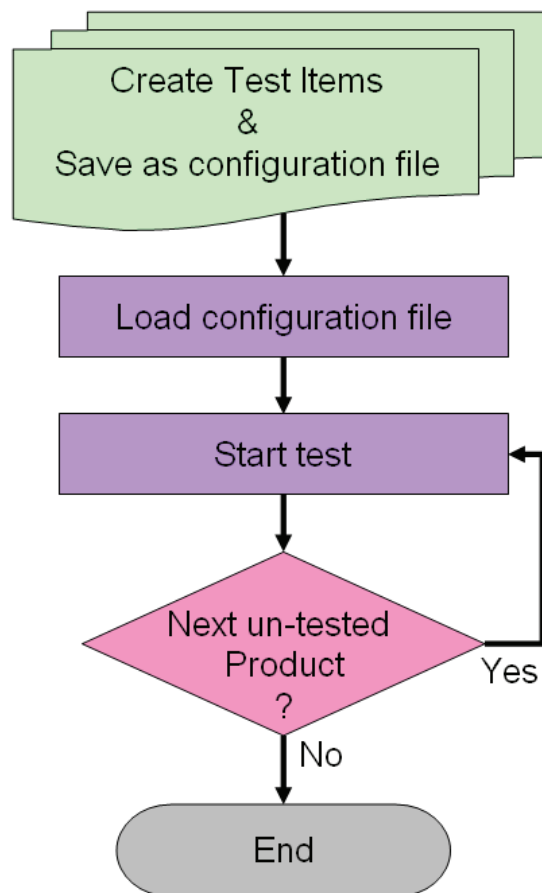 Create Test Items
&
Save as configuration file
Load configuration file
Start test
Next un-tested
Product
?
Yes
No
End